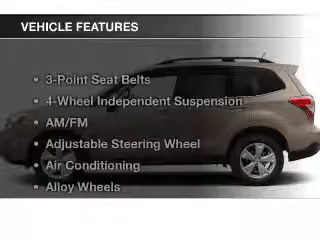 VEHICLE FEATURES
• 3-Point Seat Belts
• 4-Wheel Independent Suspension
• AM/FM
• Adjustable Steering Wheel
• Air Conditioning
• Alloy Wheels